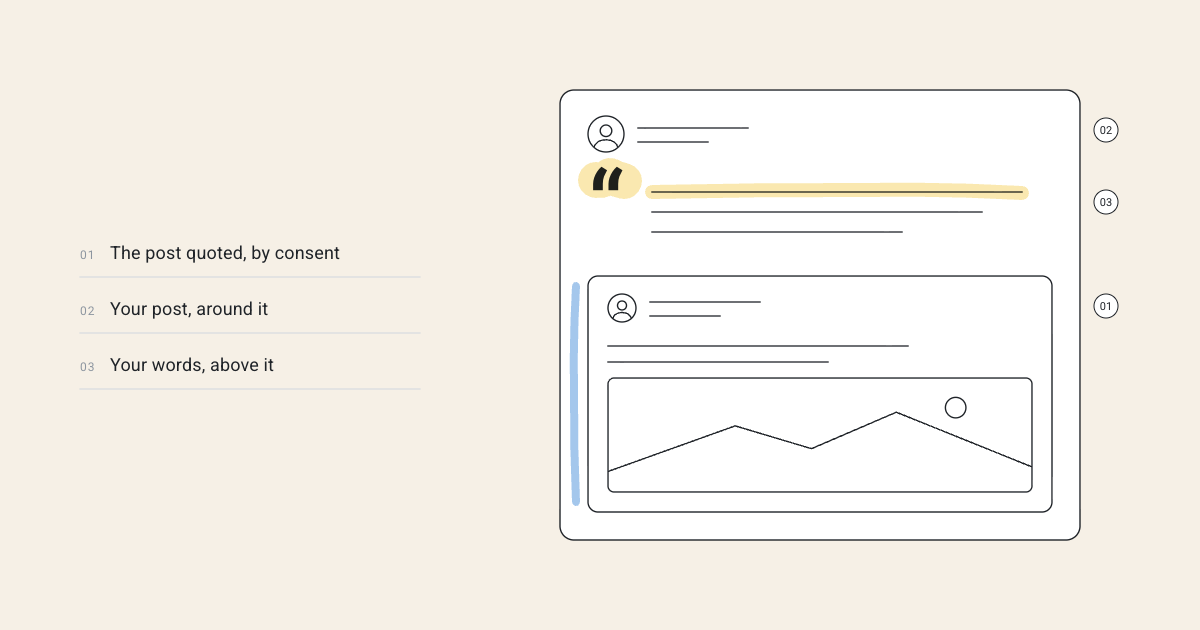 01 The post quoted, by consent
02 Your post, around it
03 Your words, above it
02
“
03
01